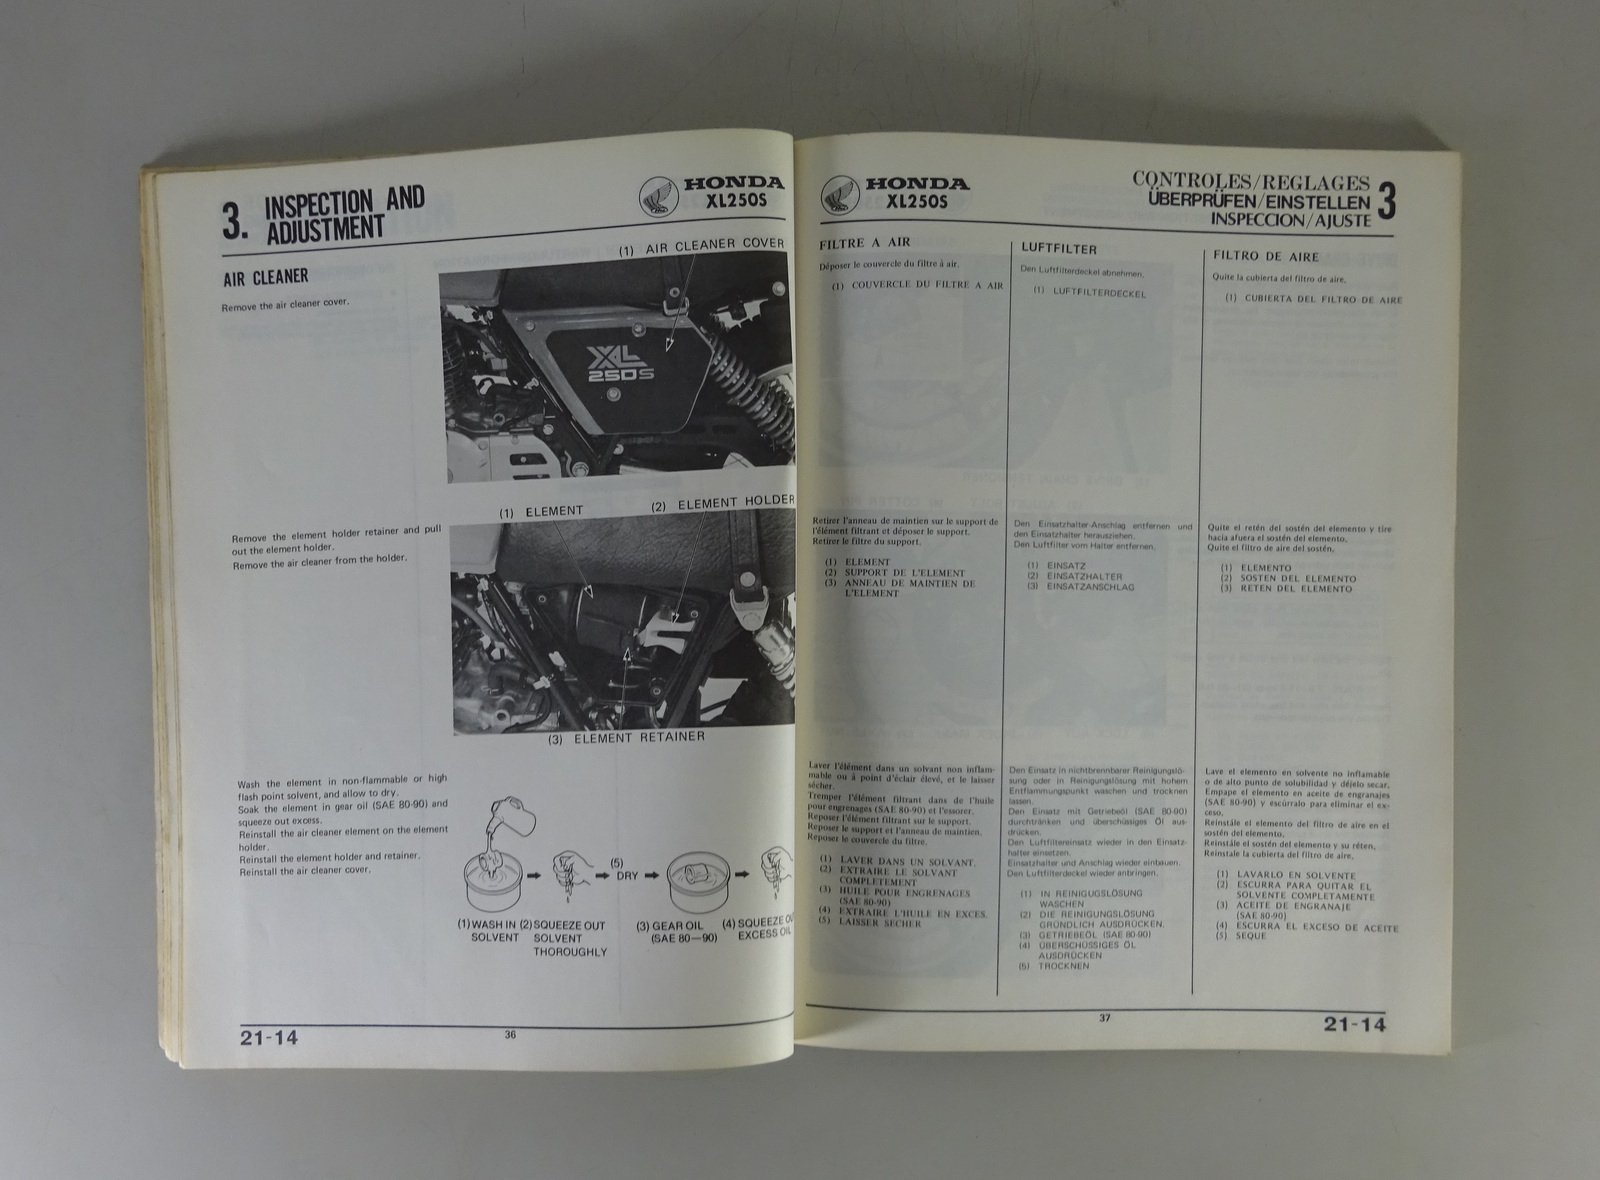 3. INSPECTION AND
ADJUSTMENT
HONDA
XL250S
AIR CLEANER
Remove the air cleaner cover.
(1) AIR CLEANER COVER
XL
250S
(1) ELEMENT
(2) ELEMENT HOLDER
Remove the element holder retainer and pull
out the element holder.
Remove the air cleaner from the holder.
(3) ELEMENT RETAINER
Wash the element in non-flammable or high
flash point solvent, and allow to dry.
Soak the element in gear oil (SAE 80-90) and
squeeze out excess.
Reinstall the air cleaner element on the element
holder.
Reinstall the element holder and retainer.
Reinstall the air cleaner cover.
(5)
DRY
(1) WASH IN
SOLVENT
(2) SQUEEZE OUT
SOLVENT
THOROUGHLY
(3) GEAR OIL
(SAE 80—90)
(4) SQUEEZE OU
EXCESS OIL
21-14
36
HONDA
XL250S
CONTROLES/REGLAGES
ÜBERPRÜFEN/EINSTELLEN
INSPECCION/AJUSTE
3
FILTRE A AIR
Déposer le couvercle du filtre à air.
(1) COUVERCLE DU FILTRE A AIR
Retirer l'anneau de maintien sur le support de
l'élément filtrant et déposer le support.
Retirer le filtre du support.
(1) ELEMENT
(2) SUPPORT DE L'ELEMENT
(3) ANNEAU DE MAINTIEN DE
L'ELEMENT
Laver l'élément dans un solvant non inflam-
mable ou à point d'éclair élevé, et le laisser
sécher.
Tremper l'élément filtrant dans de l'huile
pour engrenages (SAE 80-90) et l'essorer.
Reposer l'élément filtrant sur le support.
Reposer le support et l'anneau de maintien.
Reposer le couvercle du filtre.
(1) LAVER DANS UN SOLVANT.
(2) EXTRAIRE LE SOLVANT
COMPLETEMENT
(3) HUILE POUR ENGRENAGES
(SAE 80-90)
(4) EXTRAIRE L'HUILE EN EXCES.
(5) LAISSER SECHER
LUFTFILTER
Den Luftfilterdeckel abnehmen.
(1) LUFTFILTERDECKEL
Den Einsatzhalter-Anschlag entfernen und
den Einsatzhalter herausziehen.
Den Luftfilter vom Halter entfernen.
(1) EINSATZ
(2) EINSATZHALTER
(3) EINSATZANSCHLAG
Den Einsatz in nichtbrennbarer Reinigungslö-
sung oder in Reinigungslösung mit hohem
Entflammungspunkt waschen und trocknen
lassen.
Den Einsatz mit Getriebeöl (SAE 80-90)
durchtränken und überschüssiges Öl aus-
drücken.
Den Luftfiltereinsatz wieder in den Einsatz-
halter einsetzen.
Einsatzhalter und Anschlag wieder einbauen.
Den Luftfilterdeckel wieder anbringen.
(1) IN REINIGUGSLÖSUNG
WASCHEN
(2) DIE REINIGUNGSLÖSUNG
GRÜNDLICH AUSDRÜCKEN.
(3) GETRIEBEÖL (SAE 80-90)
(4) ÜBERSCHÜSSIGES ÖL
AUSDRÜCKEN
(5) TROCKNEN
FILTRO DE AIRE
Quite la cubierta del filtro de aire.
(1) CUBIERTA DEL FILTRO DE AIRE
Quite el retén del sostén del elemento y tire
hacia afuera el sostén del elemento.
Quite el filtro de aire del sostén.
(1) ELEMENTO
(2) SOSTEN DEL ELEMENTO
(3) RETEN DEL ELEMENTO
Lave el elemento en solvente no inflamable
o de alto punto de solubilidad y déjelo secar.
Empape el elemento en aceite de engranajes
(SAE 80-90) y escúrralo para eliminar el ex-
ceso.
Reinstále el elemento del filtro de aire en el
sostén del elemento.
Reinstále el sostén del elemento y su réten.
Reinstale la cubierta del filtro de aire.
(1) LAVARLO EN SOLVENTE
(2) ESCURRA PARA QUITAR EL
SOLVENTE COMPLETAMENTE
(3) ACEITE DE ENGRANAJE
(SAE 80-90)
(4) ESCURRA EL EXCESO DE ACEITE
(5) SEQUE
37
21-14